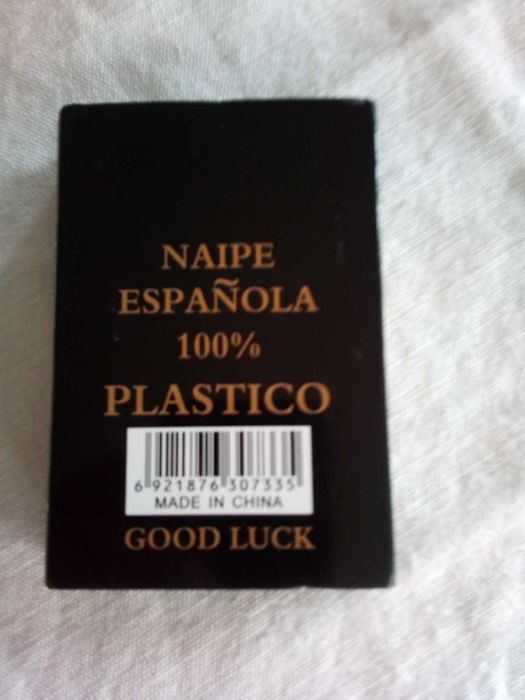 NAIPE
ESPAÑOLA
100%
PLASTICO
6 921876 307335
MADE IN CHINA
GOOD LUCK